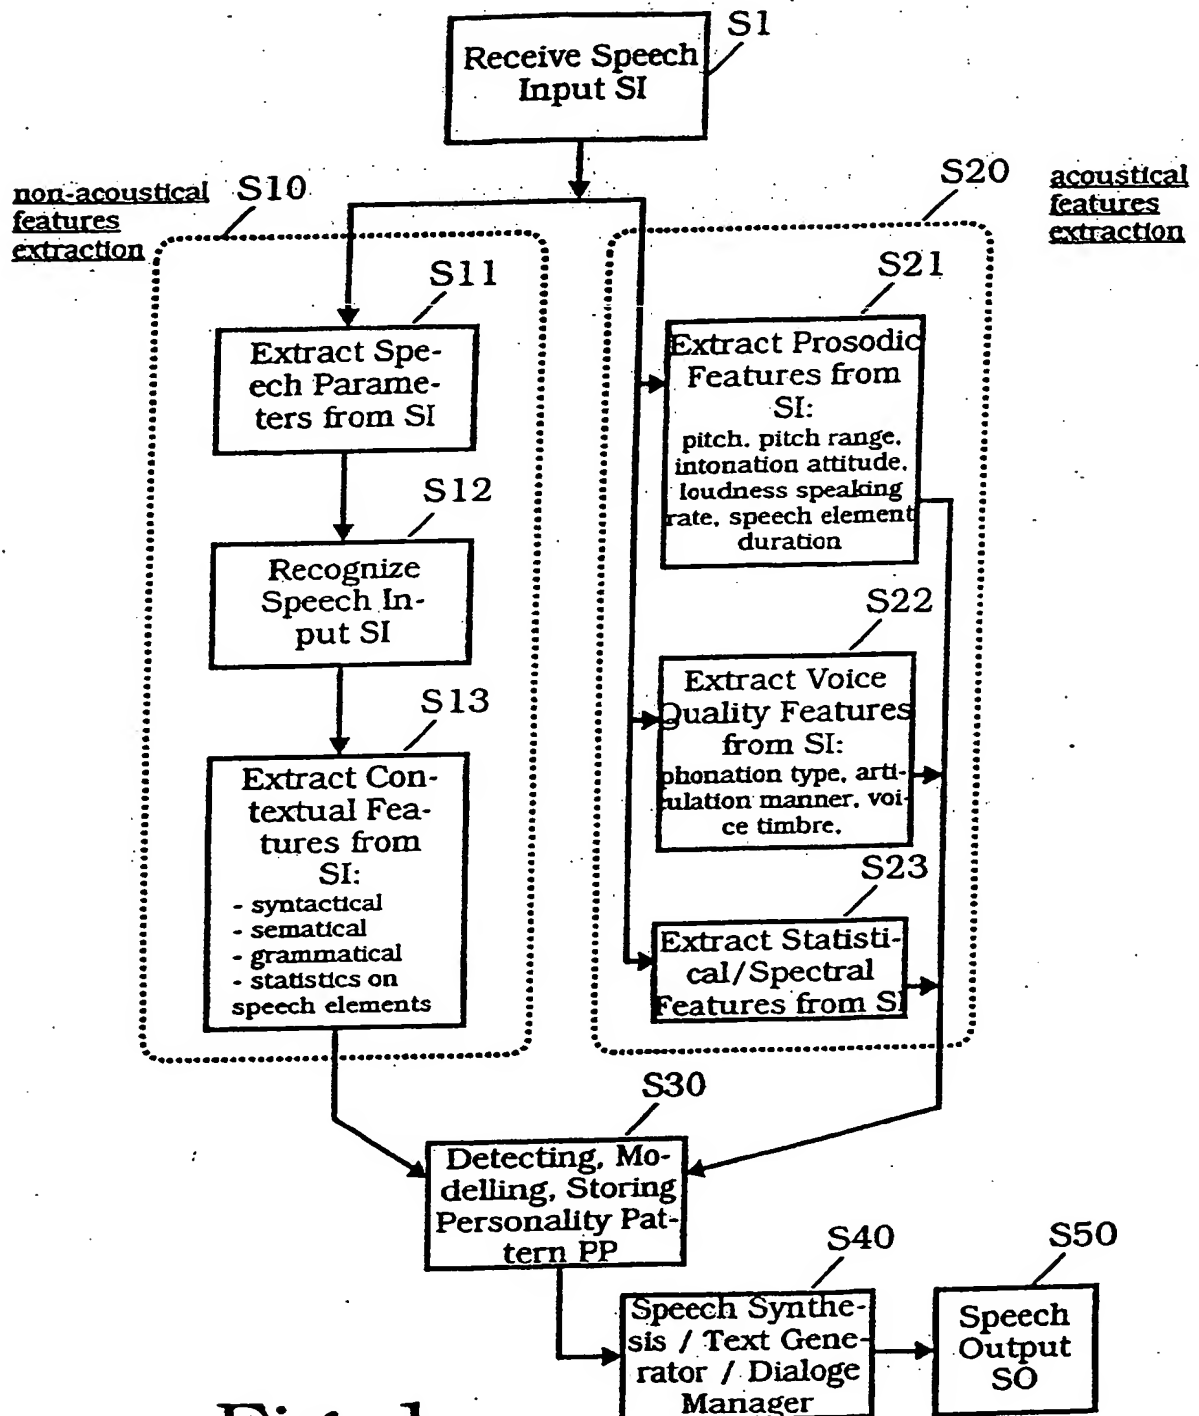 S1
Receive Speech
Input SI
non-acoustical
features
extraction
S10
S20
acoustical
features
extraction
S11
Extract Spe-
ech Parame-
ters from SI
S12
Recognize
Speech In-
put SI
S13
Extract Con-
textual Fea-
tures from
SI:
- syntactical
- sematical
- grammatical
- statistics on
speech elements
S21
Extract Prosodic
Features from
SI:
pitch, pitch range,
intonation attitude,
loudness speaking
rate, speech element
duration
S22
Extract Voice
Quality Features
from SI:
phonation type, arti-
culation manner, voi-
ce timbre,
S23
Extract Statisti-
cal/Spectral
Features from SI
S30
Detecting, Mo-
delling, Storing
Personality Pat-
tern PP
S40
Speech Synthe-
sis / Text Gene-
rator / Dialoge
Manager
S50
Speech
Output
SO